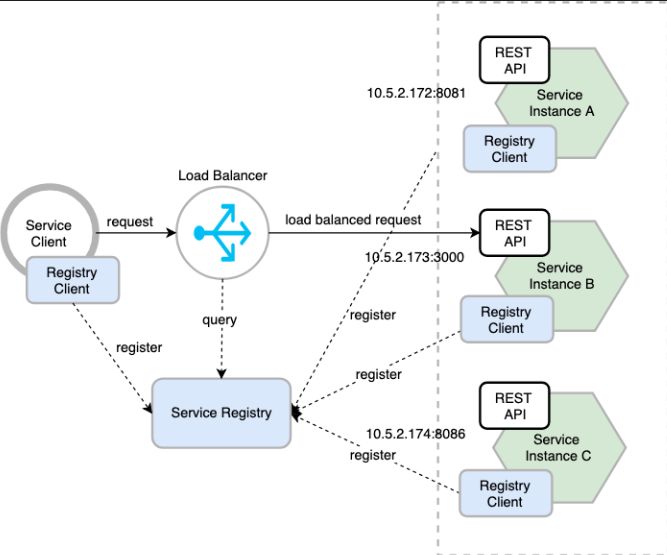 REST
API
10.5.2.172:8081
Service
Instance A
Registry
Client
Load Balancer
request
load balanced request
Service
Client
REST
API
Registry
Client
10.5.2.173:3000
Service
Instance B
query
register
Registry
Client
register
register
Service Registry
REST
API
10.5.2.174:8086
Service
Instance C
register
Registry
Client